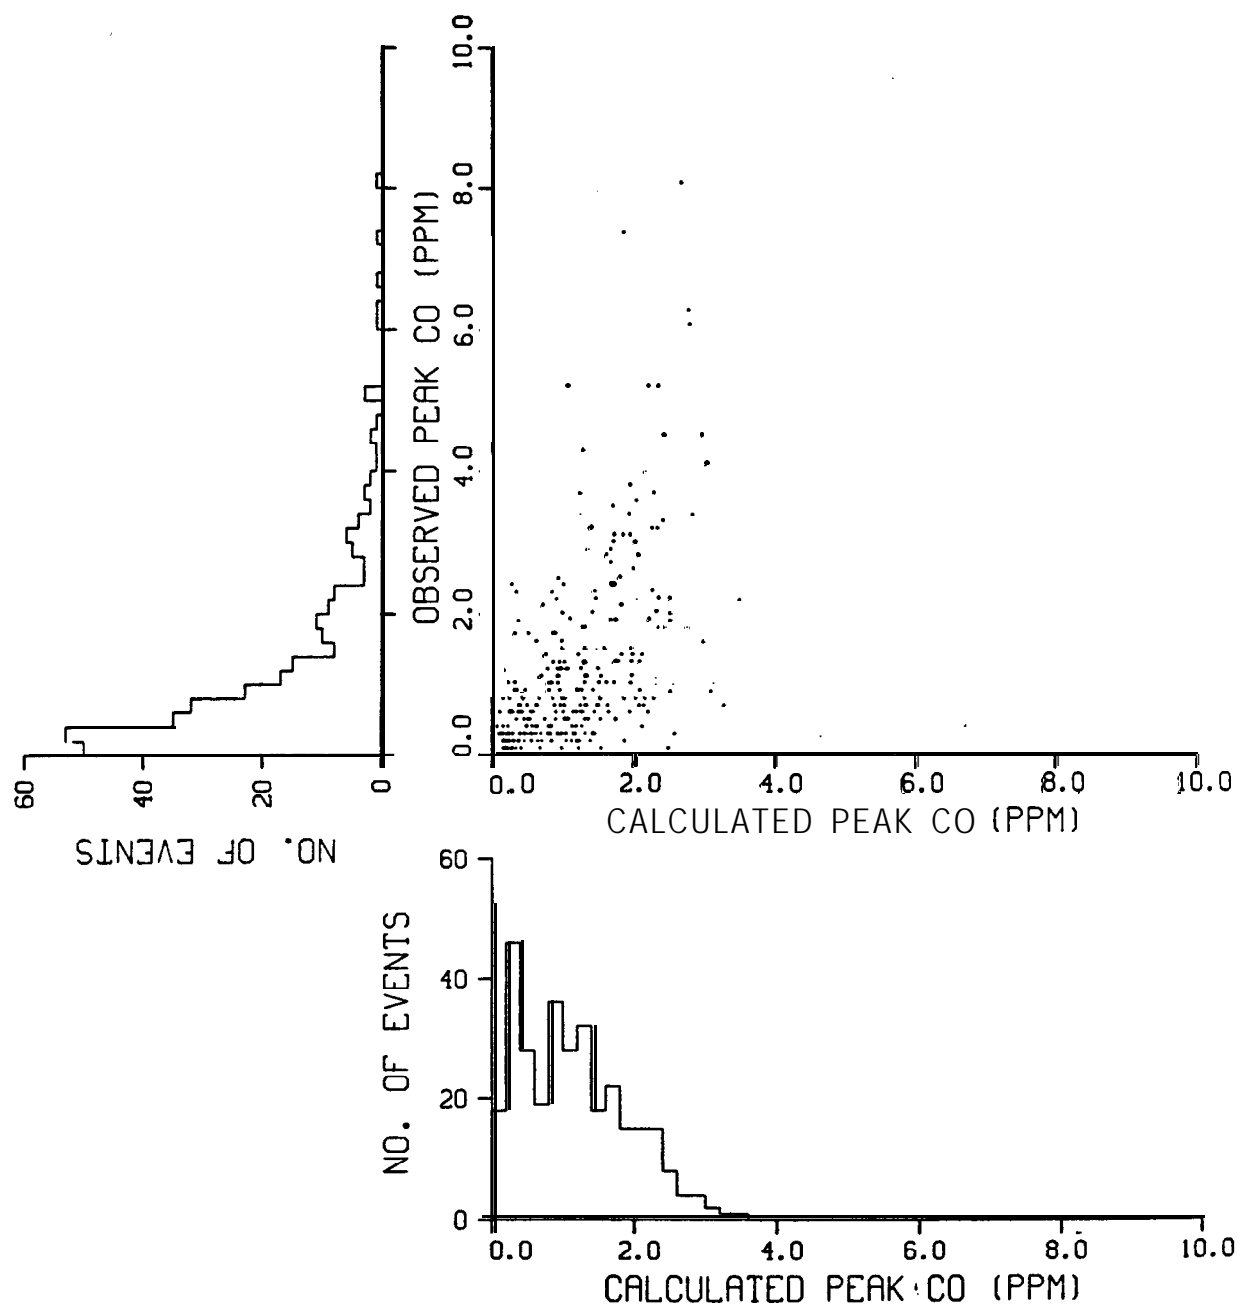 10.0
8.0
6.0
4.0
2.0
0.0
OBSERVED PEAK CO (PPM)
60
40
20
0
NO. OF EVENTS
0.0 2.0 4.0 6.0 8.0 10.0
CALCULATED PEAK CO (PPM)
60
40
20
0
NO. OF EVENTS
0.0 2.0 4.0 6.0 8.0 10.0
CALCULATED PEAK CO (PPM)